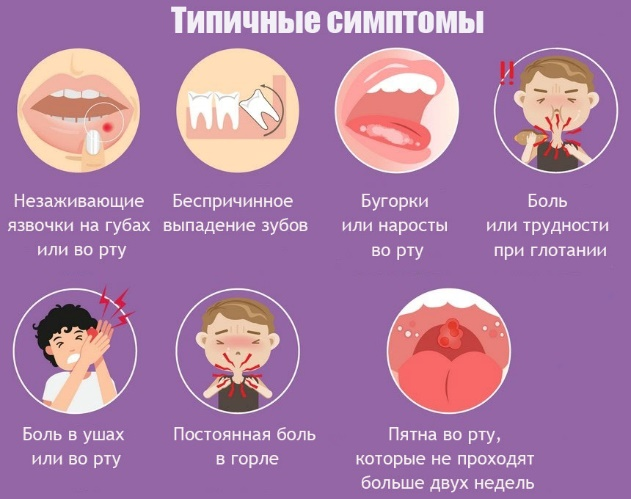 Типичные симптомы
Незаживающие
язвочки на губах
или во рту
Беспричинное
выпадение зубов
Бугорки
или наросты
во рту
Боль
или трудности
при глотании
Боль в ушах
или во рту
Постоянная боль
в горле
Пятна во рту,
которые не проходят
больше двух недель